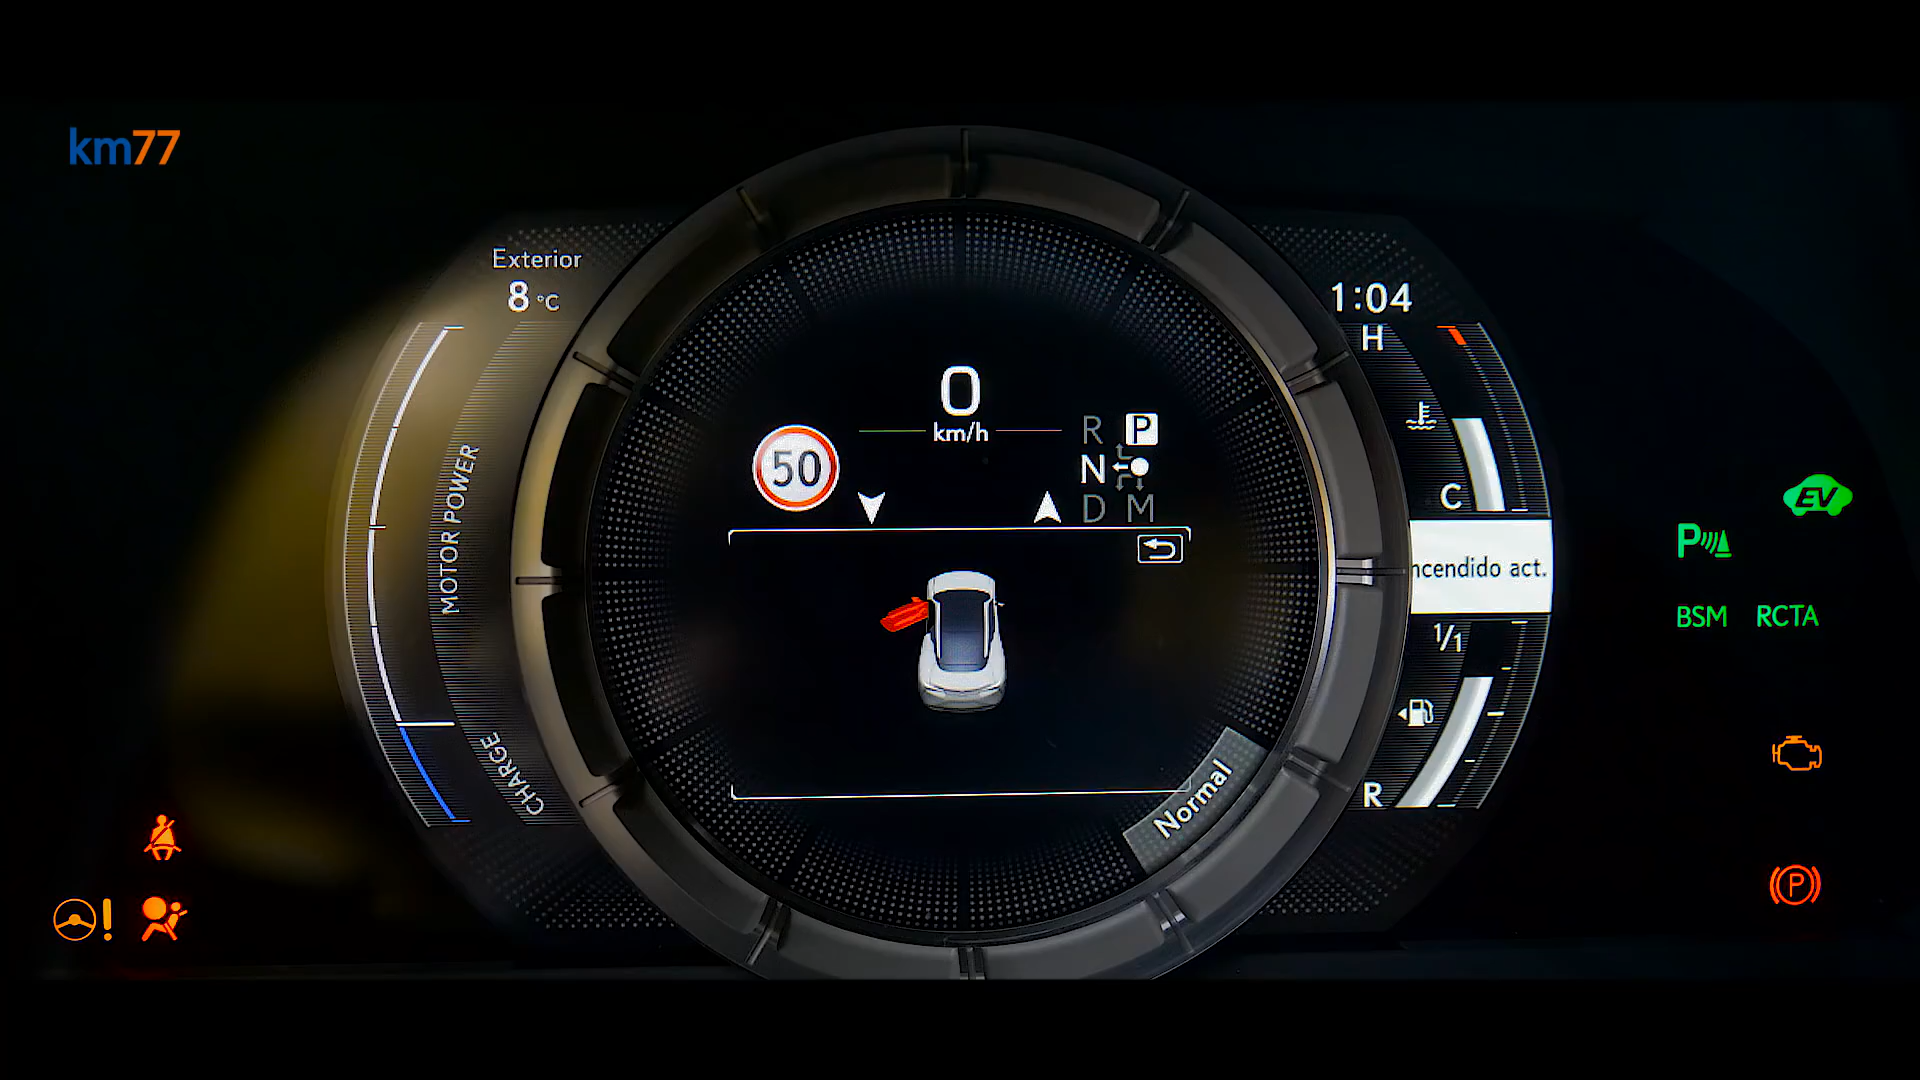 km77
Exterior
8 °C
1:04
H
0
km/h
50
R P
N
D M
C
MOTOR POWER
ncendido act.
1/1
EV
P
BSM RCTA
CHARGE
Normal
R
P